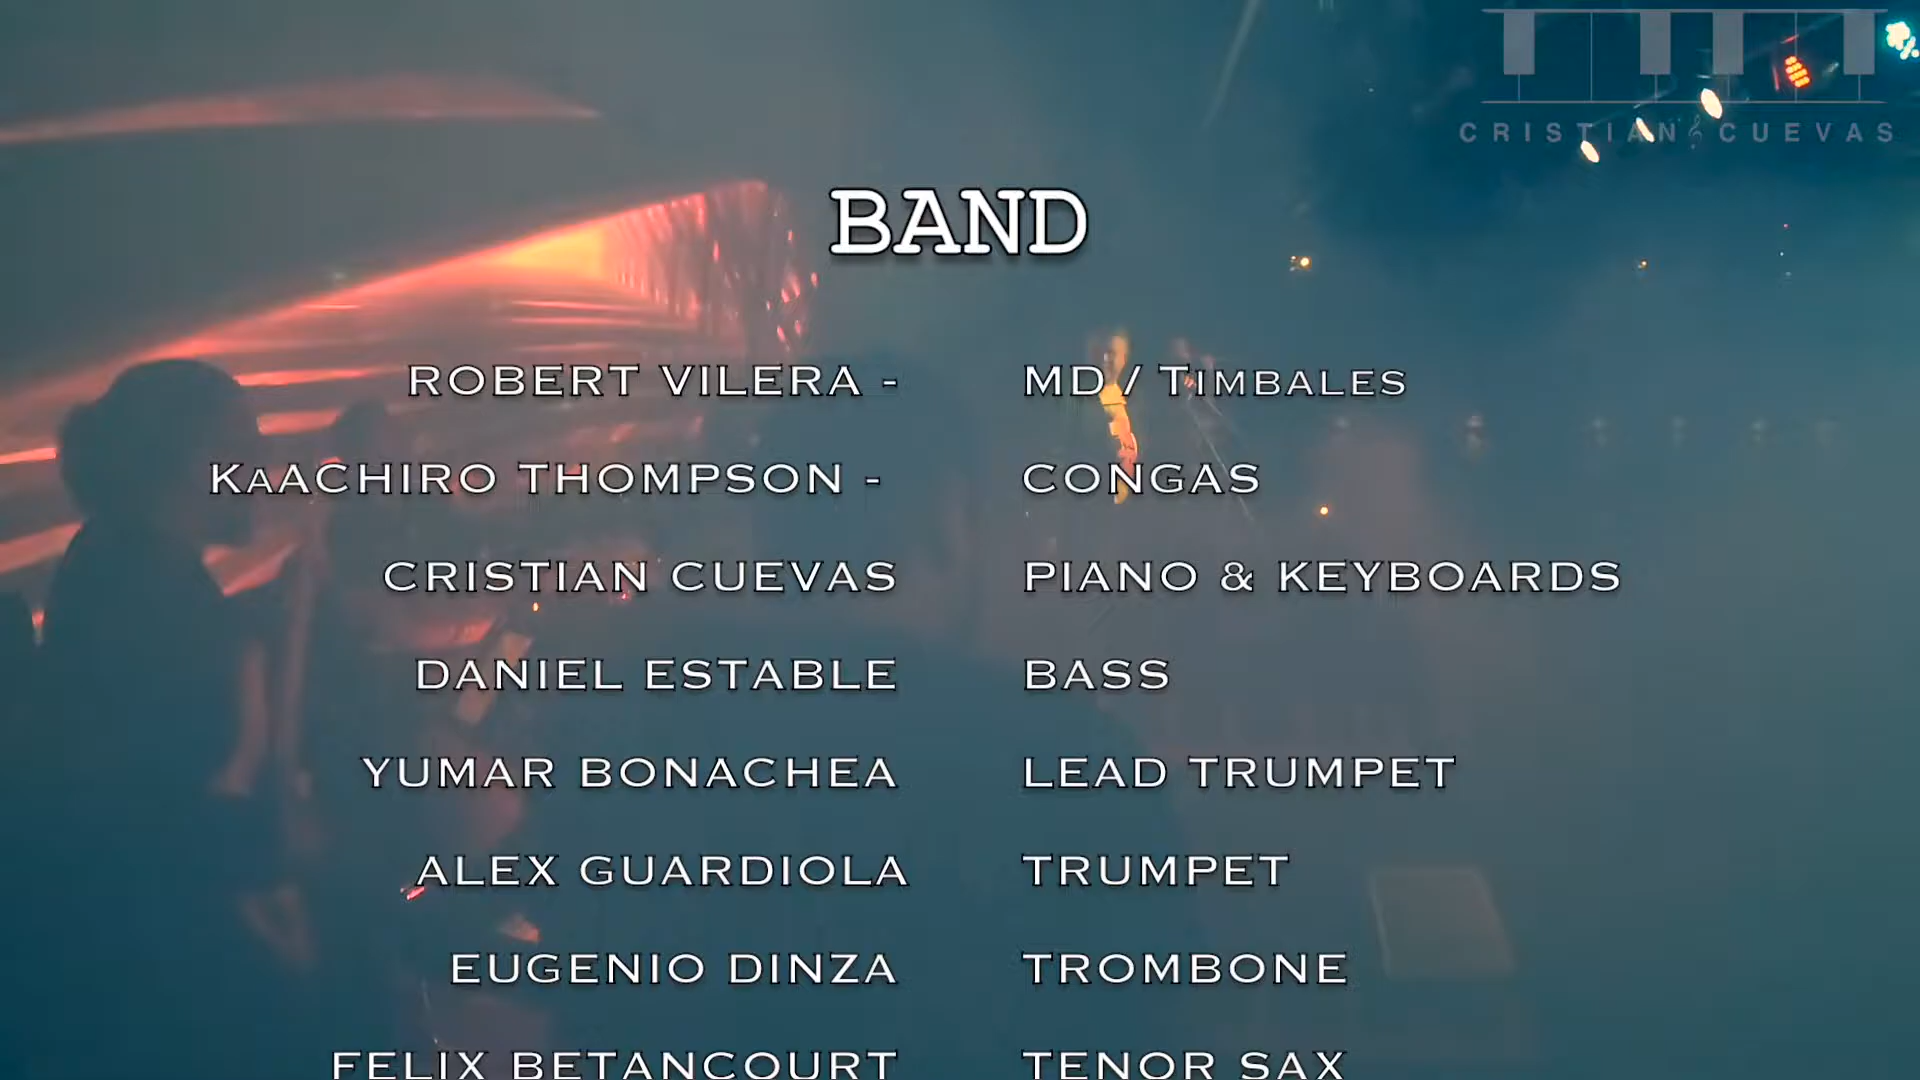 CRISTIAN CUEVAS
BAND
ROBERT VILERA - MD / TIMBALES
KAACHIRO THOMPSON - CONGAS
CRISTIAN CUEVAS PIANO & KEYBOARDS
DANIEL ESTABLE BASS
YUMAR BONACHEA LEAD TRUMPET
ALEX GUARDIOLA TRUMPET
EUGENIO DINZA TROMBONE
FELIX BETANCOURT TENOR SAX